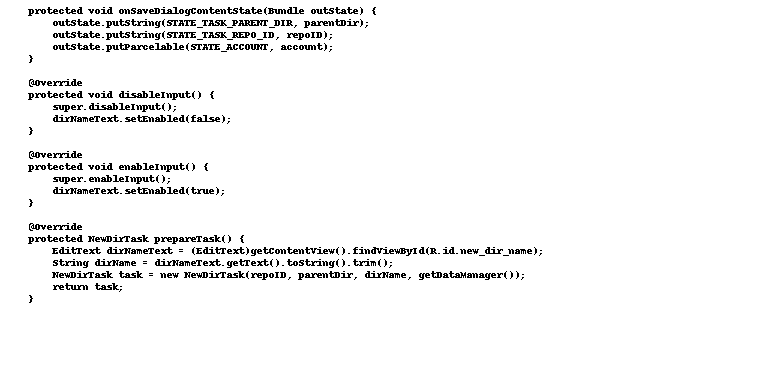 protected void onSaveDialogContentState(Bundle outState) {
    outState.putString(STATE_TASK_PARENT_DIR, parentDir);
    outState.putString(STATE_TASK_REPO_ID, repoID);
    outState.putParcelable(STATE_ACCOUNT, account);
}

@Override
protected void disableInput() {
    super.disableInput();
    dirNameText.setEnabled(false);
}

@Override
protected void enableInput() {
    super.enableInput();
    dirNameText.setEnabled(true);
}

@Override
protected NewDirTask prepareTask() {
    EditText dirNameText = (EditText)getContentView().findViewById(R.id.new_dir_name);
    String dirName = dirNameText.getText().toString().trim();
    NewDirTask task = new NewDirTask(repoID, parentDir, dirName, getDataManager());
    return task;
}